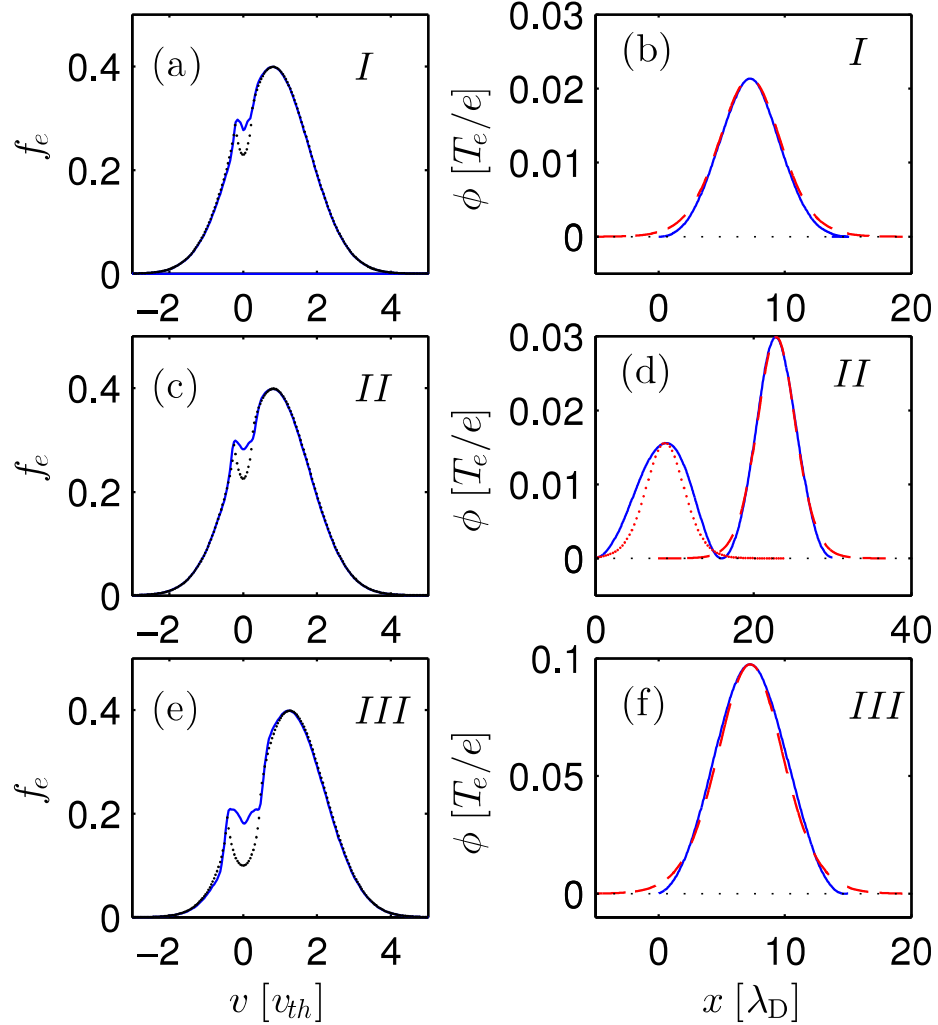 (a) I
f_e
0.4
0.2
0
−2 0 2 4
(b) I
ϕ [T_e/e]
0.03
0.02
0.01
0
0 10 20
(c) II
f_e
0.4
0.2
0
−2 0 2 4
(d) II
ϕ [T_e/e]
0.03
0.02
0.01
0
0 20 40
(e) III
f_e
0.4
0.2
0
−2 0 2 4
v [v_th]
(f) III
ϕ [T_e/e]
0.1
0.05
0
0 10 20
x [λ_D]